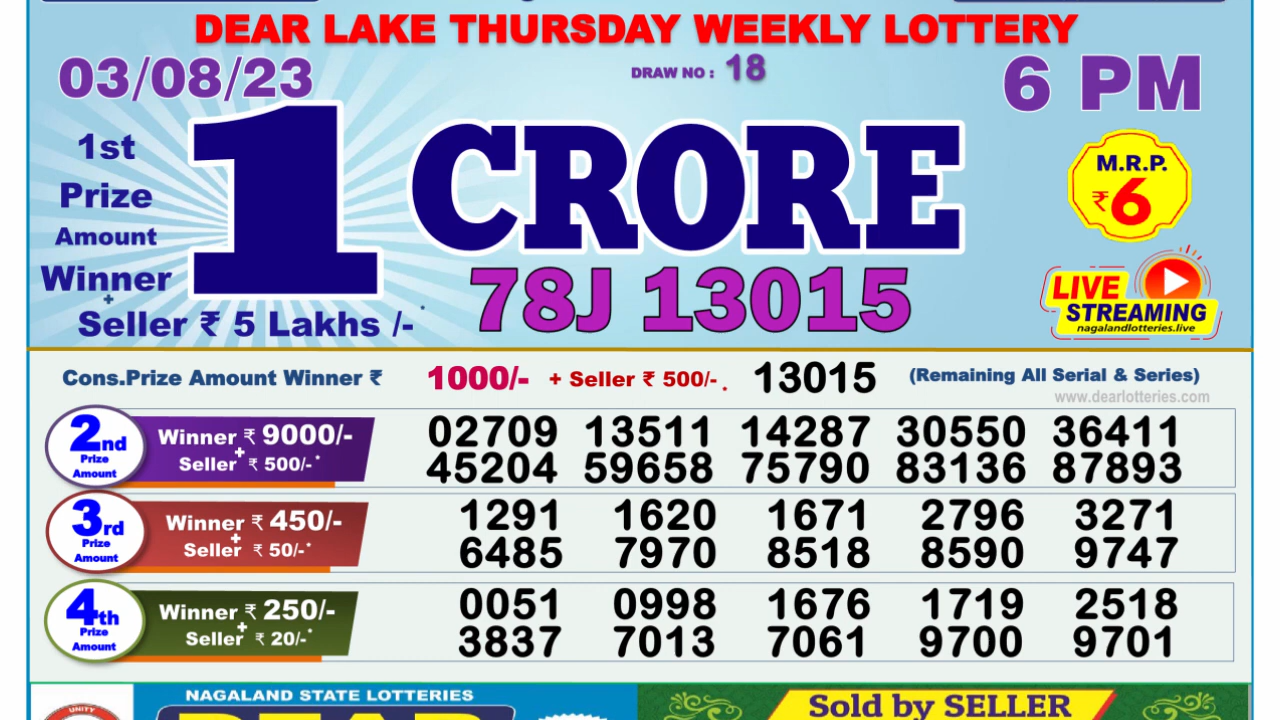 DEAR LAKE THURSDAY WEEKLY LOTTERY
03/08/23
DRAW NO : 18
6 PM
1st
Prize
Amount
Winner
+
Seller ₹ 5 Lakhs /- *
1 CRORE
78J 13015
M.R.P.
₹6
LIVE
STREAMING
nagalandlotteries.live
Cons.Prize Amount Winner ₹ 1000/- + Seller ₹ 500/- . 13015 (Remaining All Serial & Series)
www.dearlotteries.com
2nd
Prize
Amount
Winner ₹ 9000/-
+
Seller ₹ 500/-*
02709 13511 14287 30550 36411
45204 59658 75790 83136 87893
3rd
Prize
Amount
Winner ₹ 450/-
+
Seller ₹ 50/-*
1291 1620 1671 2796 3271
6485 7970 8518 8590 9747
4th
Prize
Amount
Winner ₹ 250/-
+
Seller ₹ 20/-*
0051 0998 1676 1719 2518
3837 7013 7061 9700 9701
UNITY
NAGALAND STATE LOTTERIES
DEAR
Sold by SELLER